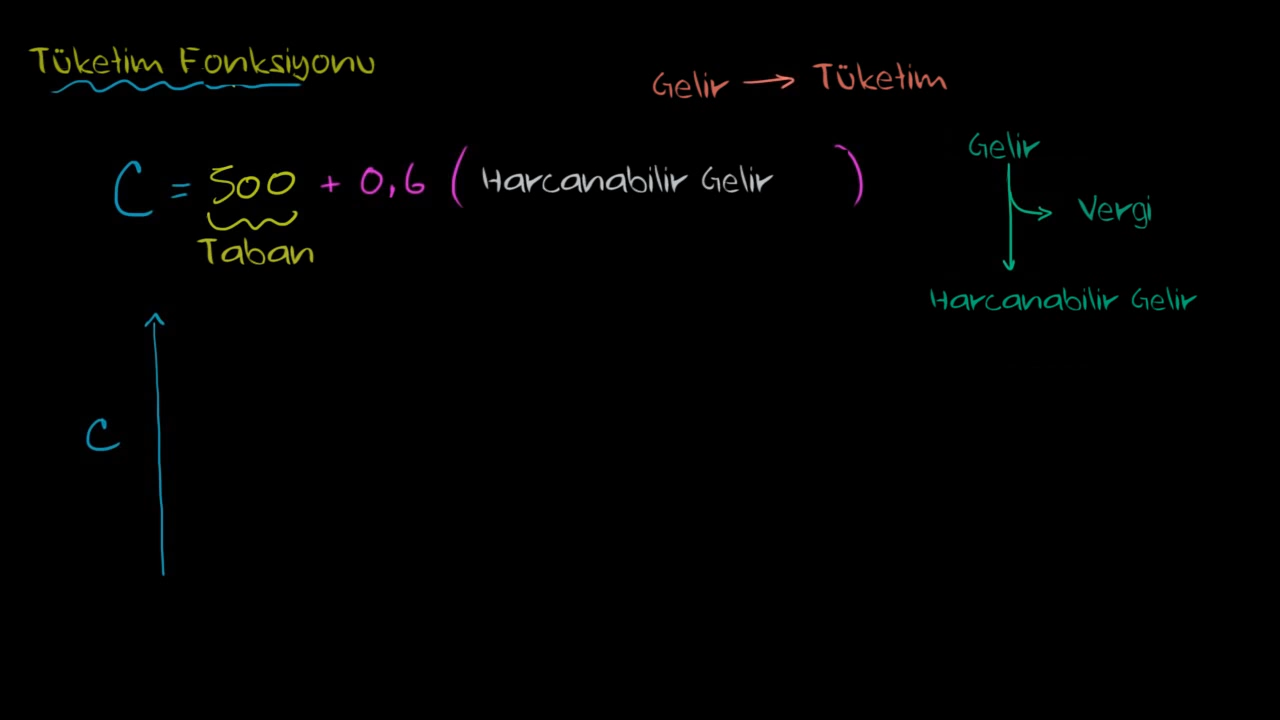 Tüketim Fonksiyonu
Gelir → Tüketim
C = 500 + 0,6 ( Harcanabilir Gelir )
Taban
Gelir
Vergi
Harcanabilir Gelir
C